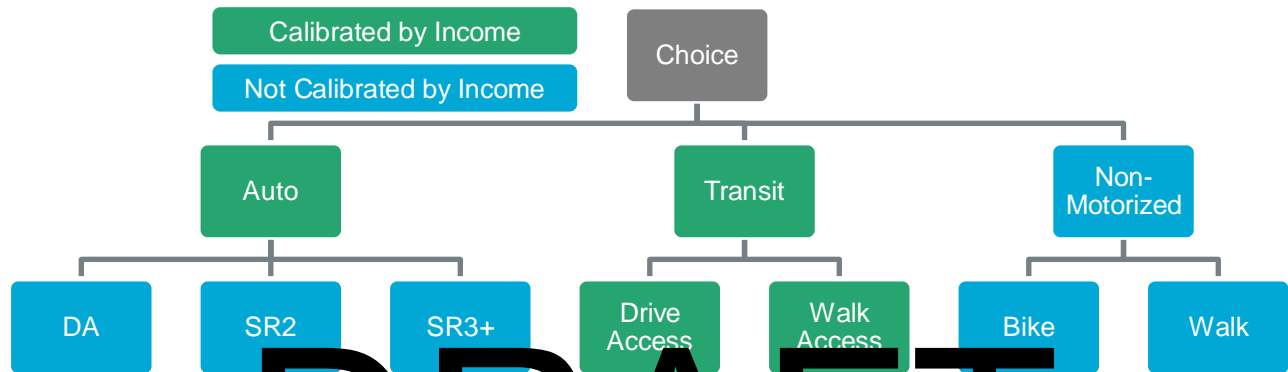 Calibrated by Income
Choice
Not Calibrated by Income
Auto
Transit
Non-
Motorized
DA
SR2
SR3+
Drive
Access
Walk
Access
Bike
Walk
DRAFT